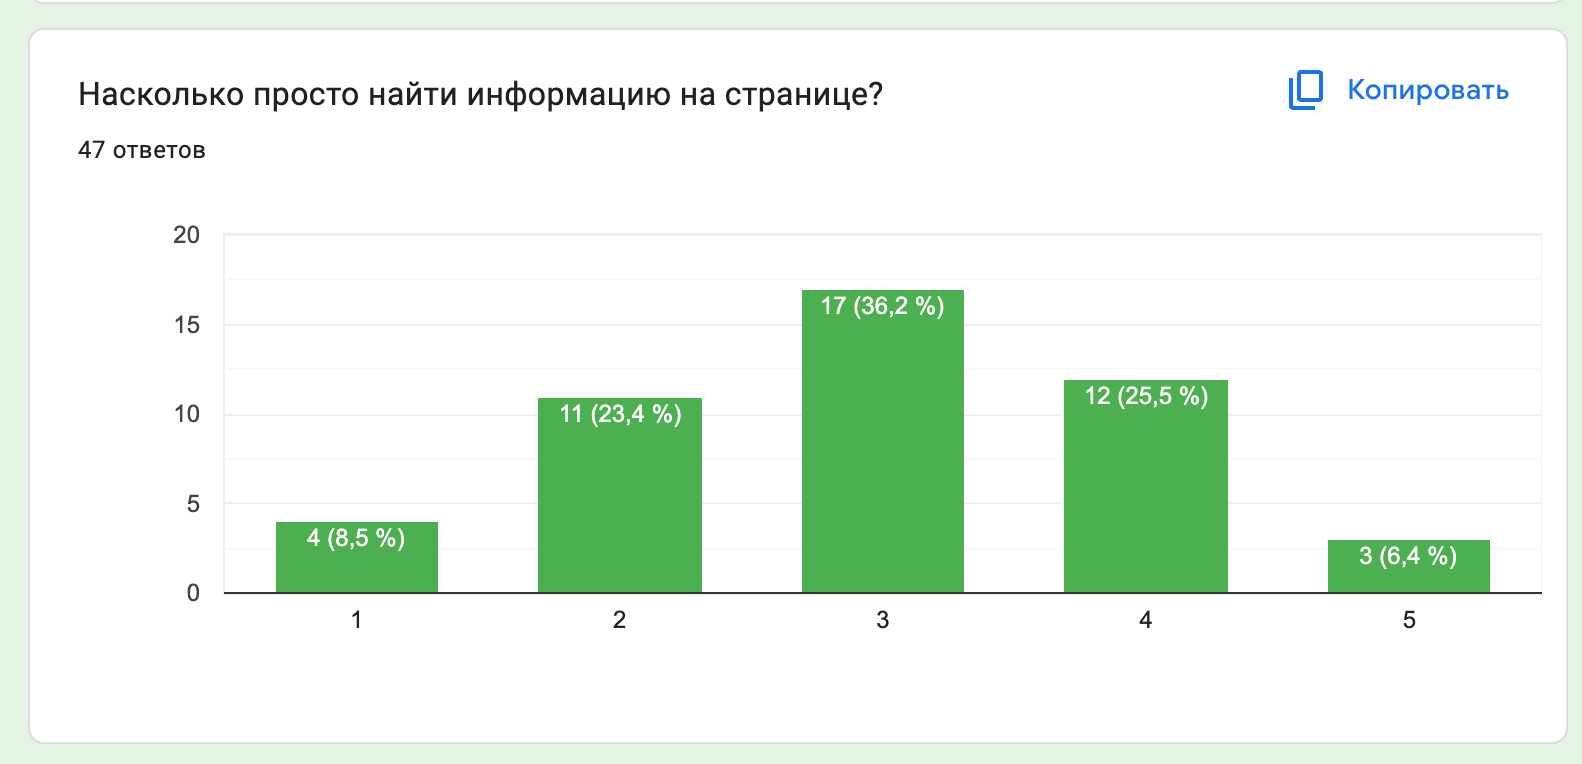 Насколько просто найти информацию на странице?
Копировать
47 ответов
20
15
10
5
0
4 (8,5 %)
11 (23,4 %)
17 (36,2 %)
12 (25,5 %)
3 (6,4 %)
1
2
3
4
5